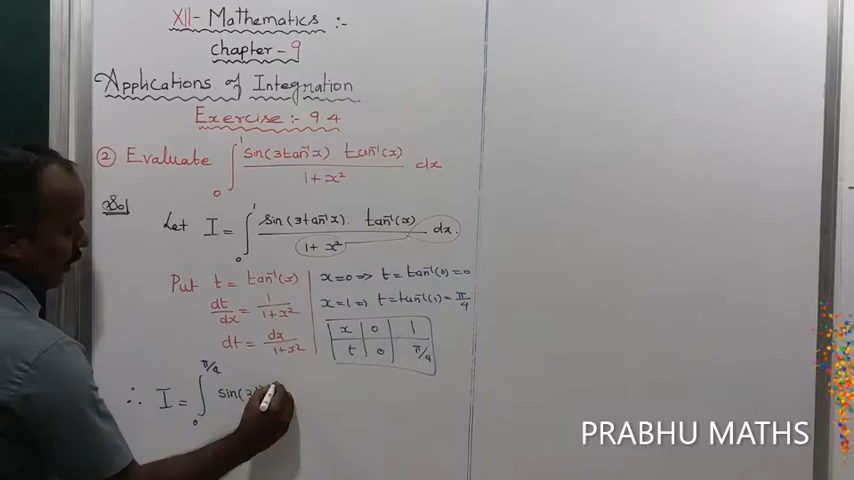 XII - Mathematics :-
Chapter - 9
Applications of Integration
Exercise :- 9.4
② Evaluate ∫₀¹ sin(3tan⁻¹x) tan⁻¹(x) / 1+x² dx
Sol
Let I = ∫₀¹ sin(3tan⁻¹x). tan⁻¹(x) / 1+x² dx.
Put t = tan⁻¹(x)
dt/dx = 1/1+x²
dt = dx/1+x²
x=0 => t = tan⁻¹(0) = 0
x=1 => t = tan⁻¹(1) = π/4
x | 0 | 1
t | 0 | π/4
∴ I = ∫₀^π/4 sin(3t
PRABHU MATHS